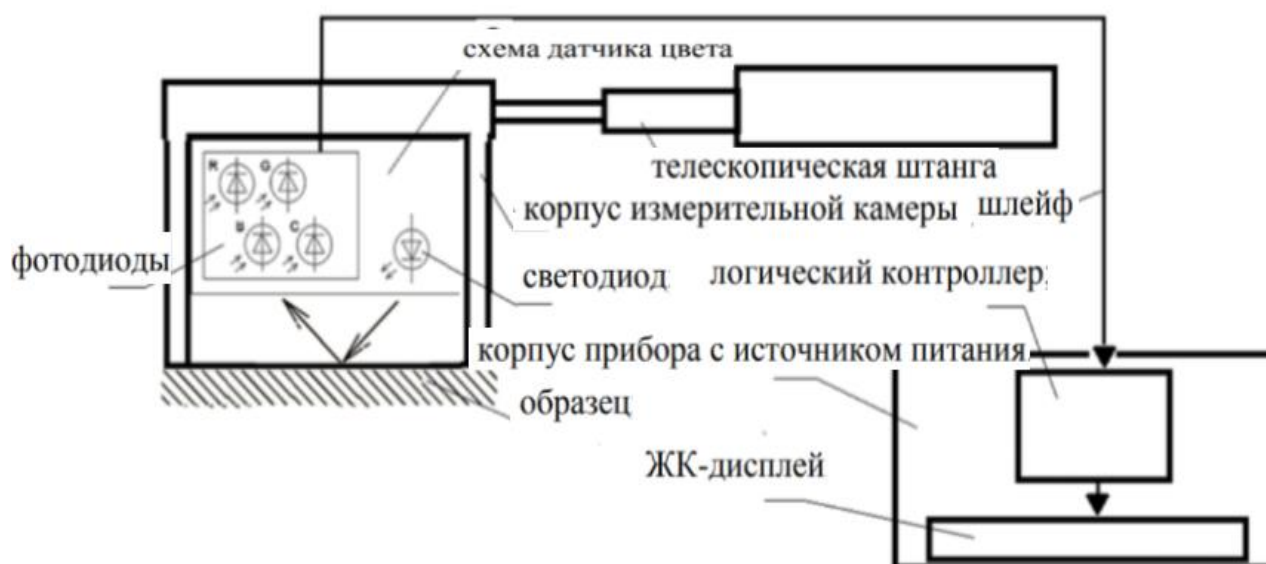 схема датчика цвета
телескопическая штанга
R G
корпус измерительной камеры шлейф
B C
фотодиоды
светодиод логический контроллер
корпус прибора с источником питания
образец
ЖК-дисплей